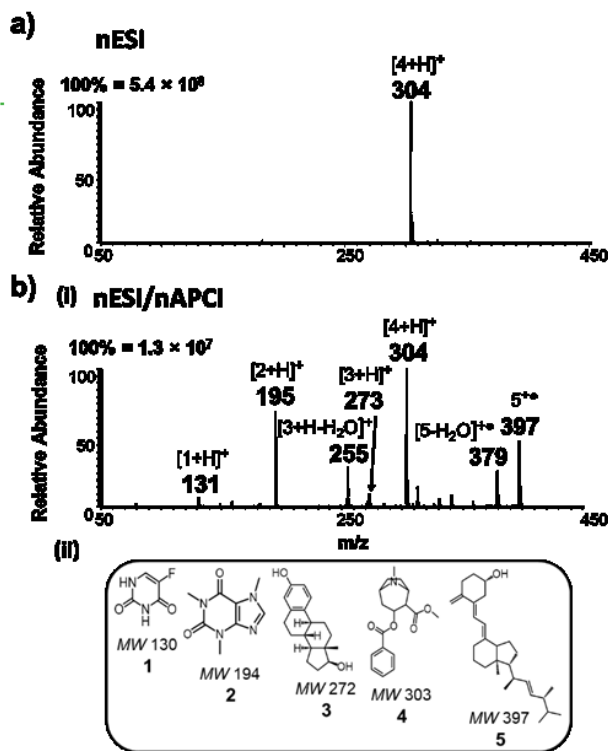 a) nESI
100% = 5.4 × 10⁸
[4+H]⁺
304
Relative Abundance
100
50
0
50 250 450
b) (i) nESI/nAPCI
100% = 1.3 × 10⁷
[4+H]⁺
304
[2+H]⁺
195
[3+H]⁺
273
[3+H-H₂O]⁺
255
5⁺•
397
[5-H₂O]⁺•
379
[1+H]⁺
131
Relative Abundance
100
50
0
50 250 450
m/z
(ii)
HN F O N H O
MW 130
1
O N N O N N
MW 194
2
HO H H H OH
MW 272
3
N O O O O
MW 303
4
OH
MW 397
5